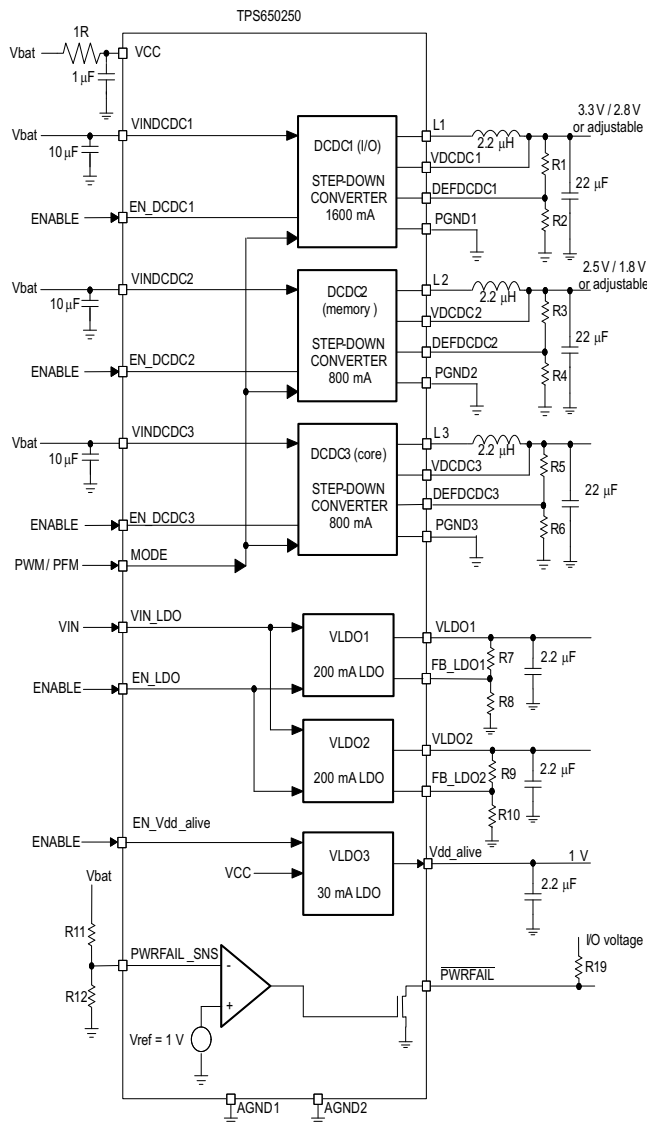 TPS650250
1R
Vbat
VCC
1 µF
Vbat
VINDCDC1
10 µF
ENABLE
EN_DCDC1
DCDC1 (I/O)
STEP-DOWN
CONVERTER
1600 mA
L1
2.2 µH
3.3 V / 2.8 V
or adjustable
VDCDC1
DEFDCDC1
PGND1
R1
R2
22
µF
Vbat
VINDCDC2
10 µF
ENABLE
EN_DCDC2
DCDC2
(memory )
STEP-DOWN
CONVERTER
800 mA
L2
2.2 µH
2.5V / 1.8 V
or adjustable
VDCDC2
DEFDCDC2
PGND2
R3
R4
22 µF
Vbat
VINDCDC3
10 µF
ENABLE
EN_DCDC3
DCDC3 (core)
STEP-DOWN
CONVERTER
800 mA
L3
2.2 µH
VDCDC3
DEFDCDC3
PGND3
R5
R6
22 µF
PWM / PFM
MODE
VIN
VIN_LDO
ENABLE
EN_LDO
VLDO1
200 mA LDO
VLDO1
FB_LDO1
R7
R8
2.2 µF
VLDO2
200 mA LDO
VLDO2
FB_LDO2
R9
R10
2.2 µF
ENABLE
EN_Vdd_alive
VCC
VLDO3
30 mA LDO
Vdd_alive
1 V
2.2 µF
Vbat
R11
R12
PWRFAIL_SNS
-
+
Vref = 1 V
PWRFAIL
I/O voltage
R19
AGND1
AGND2